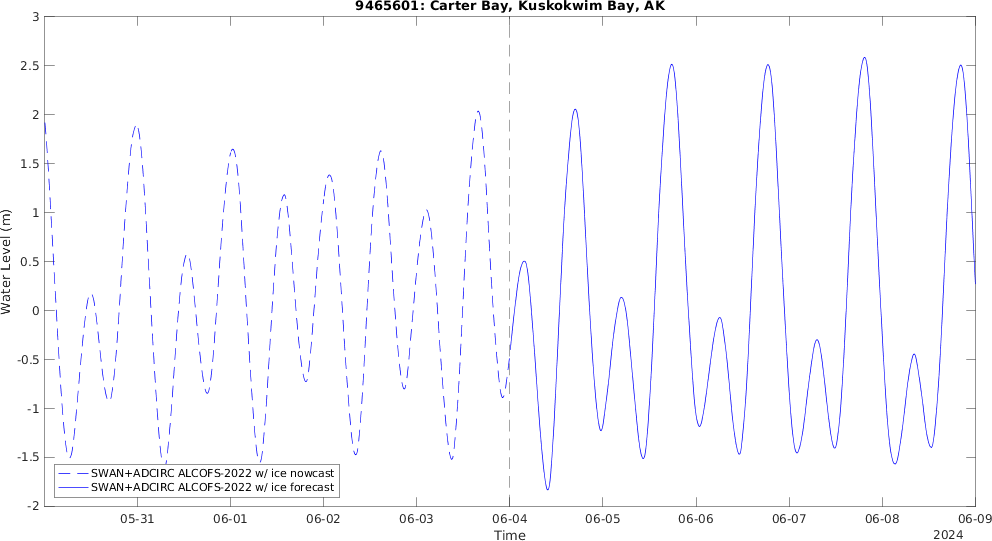 9465601: Carter Bay, Kuskokwim Bay, AK
3
2.5
2
1.5
1
0.5
0
-0.5
-1
-1.5
-2
Water Level (m)
SWAN+ADCIRC ALCOFS-2022 w/ ice nowcast
SWAN+ADCIRC ALCOFS-2022 w/ ice forecast
05-31 06-01 06-02 06-03 06-04 06-05 06-06 06-07 06-08 06-09
Time
2024